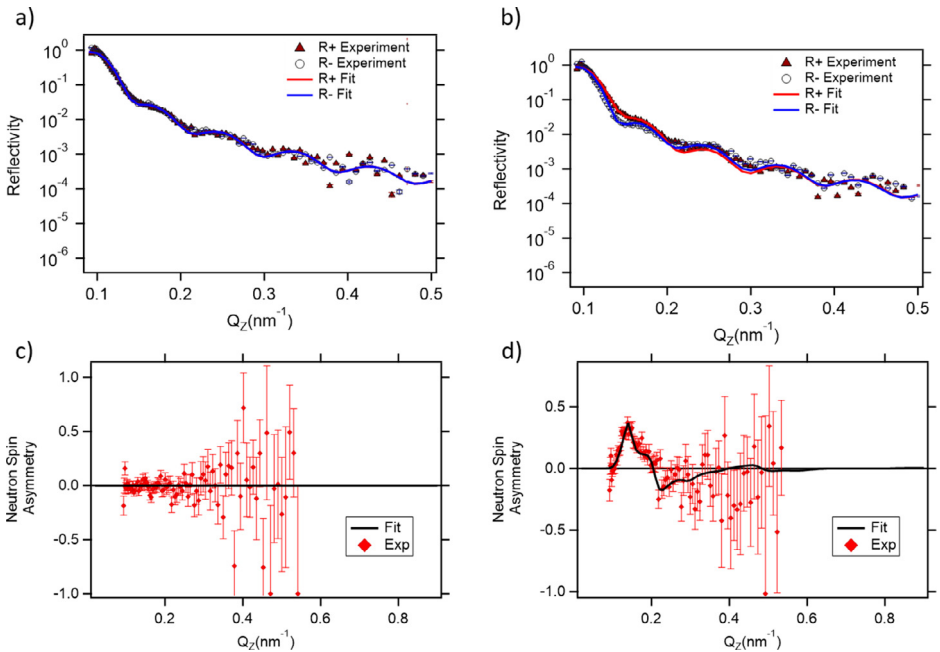 a)
b)
R+ Experiment
R- Experiment
R+ Fit
R- Fit
10^0
10^-1
10^-2
10^-3
10^-4
10^-5
10^-6
Reflectivity
0.1 0.2 0.3 0.4 0.5
Q_Z(nm^-1)
R+ Experiment
R- Experiment
R+ Fit
R- Fit
10^0
10^-1
10^-2
10^-3
10^-4
10^-5
10^-6
Reflectivity
0.1 0.2 0.3 0.4 0.5
Q_Z(nm^-1)
c)
d)
1.0
0.5
0.0
-0.5
-1.0
Neutron Spin
Asymmetry
Fit
Exp
0.0 0.2 0.4 0.6 0.8
Q_Z(nm^-1)
0.5
0.0
-0.5
-1.0
Neutron Spin
Asymmetry
Fit
Exp
0.0 0.2 0.4 0.6 0.8
Q_Z(nm^-1)